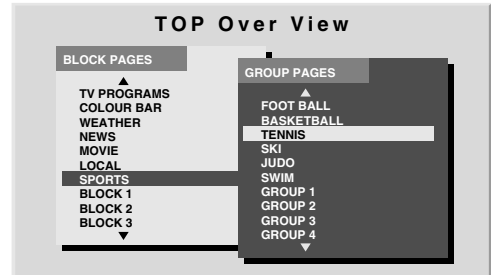 TOP Over View
BLOCK PAGES
TV PROGRAMS
COLOUR BAR
WEATHER
NEWS
MOVIE
LOCAL
SPORTS
BLOCK 1
BLOCK 2
BLOCK 3
GROUP PAGES
FOOT BALL
BASKETBALL
TENNIS
SKI
JUDO
SWIM
GROUP 1
GROUP 2
GROUP 3
GROUP 4